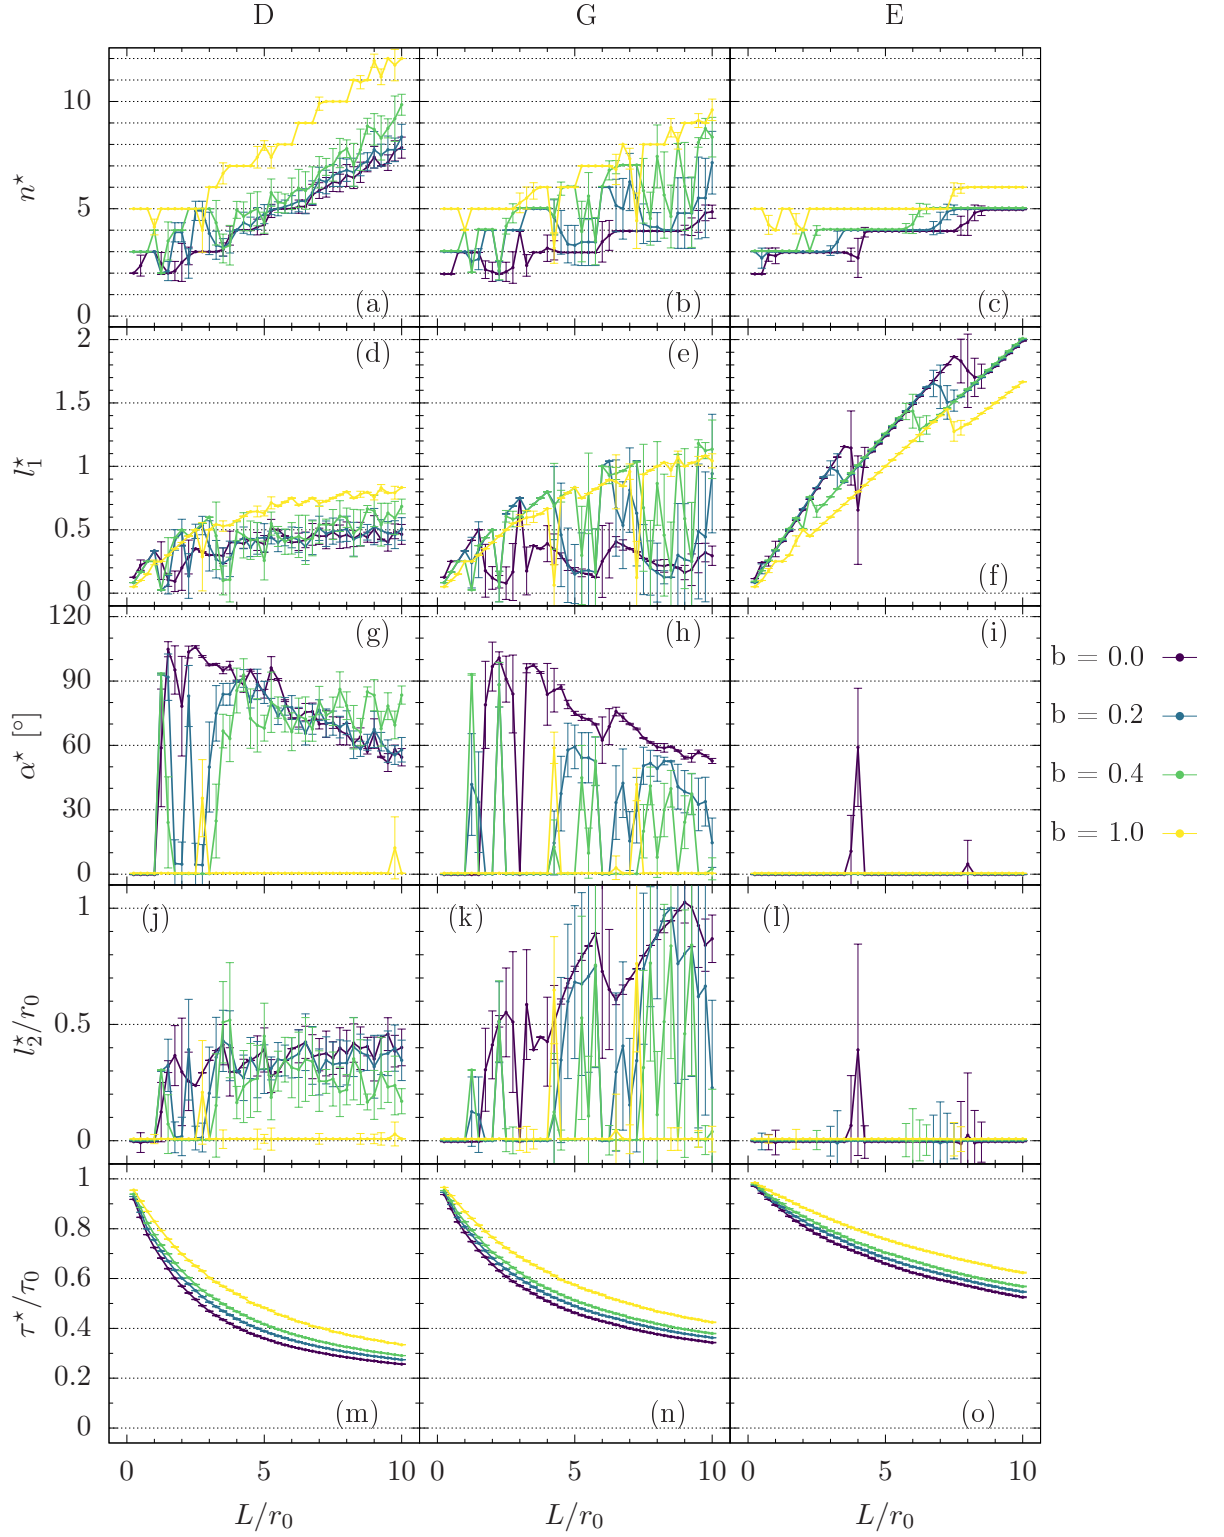 D G E
10
5
0
n⋆
(a) (b) (c)
2
1.5
1
0.5
0
l₁⋆
(d) (e) (f)
120
90
60
30
0
α⋆ [°]
(g) (h) (i)
b = 0.0
b = 0.2
b = 0.4
b = 1.0
1
0.5
0
l₂⋆/r₀
(j) (k) (l)
1
0.8
0.6
0.4
0.2
0
τ⋆/τ₀
(m) (n) (o)
0 5 10 0 5 10 0 5 10
L/r₀ L/r₀ L/r₀